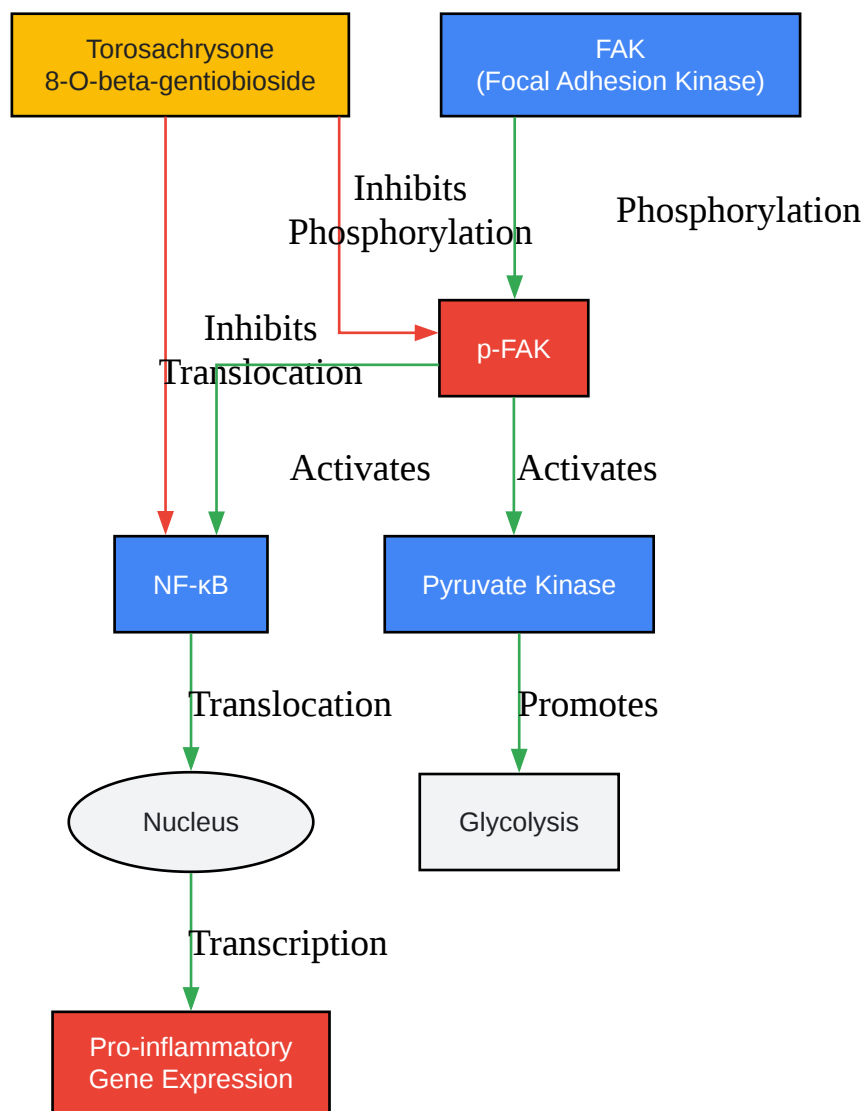 Torosachrysone
8-O-beta-gentiobioside
FAK
(Focal Adhesion Kinase)
Inhibits
Phosphorylation
Phosphorylation
Inhibits
Translocation
p-FAK
Activates
Activates
NF-κB
Pyruvate Kinase
Translocation
Promotes
Nucleus
Glycolysis
Transcription
Pro-inflammatory
Gene Expression